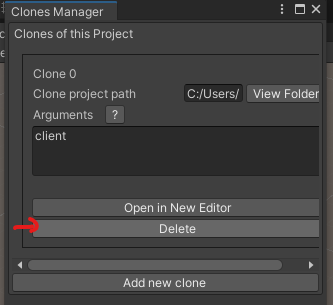 Clones Manager
Clones of this Project
Clone 0
Clone project path C:/Users/ View Folder
Arguments ?
client
Open in New Editor
Delete
Add new clone